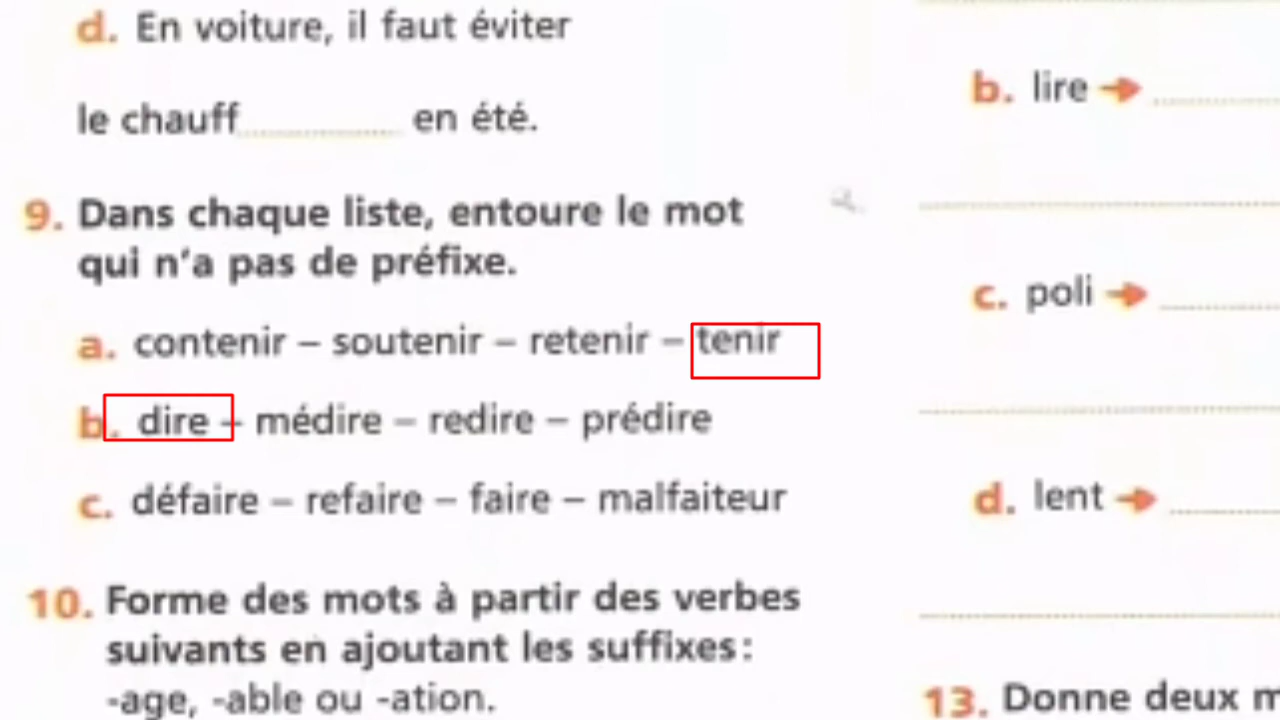 d. En voiture, il faut éviter
le chauff en été.
9. Dans chaque liste, entoure le mot
qui n'a pas de préfixe.
a. contenir – soutenir – retenir – tenir
b. dire – médire – redire – prédire
c. défaire – refaire – faire – malfaiteur
10. Forme des mots à partir des verbes
suivants en ajoutant les suffixes :
-age, -able ou -ation.
b. lire →
c. poli →
d. lent →
13. Donne deux m